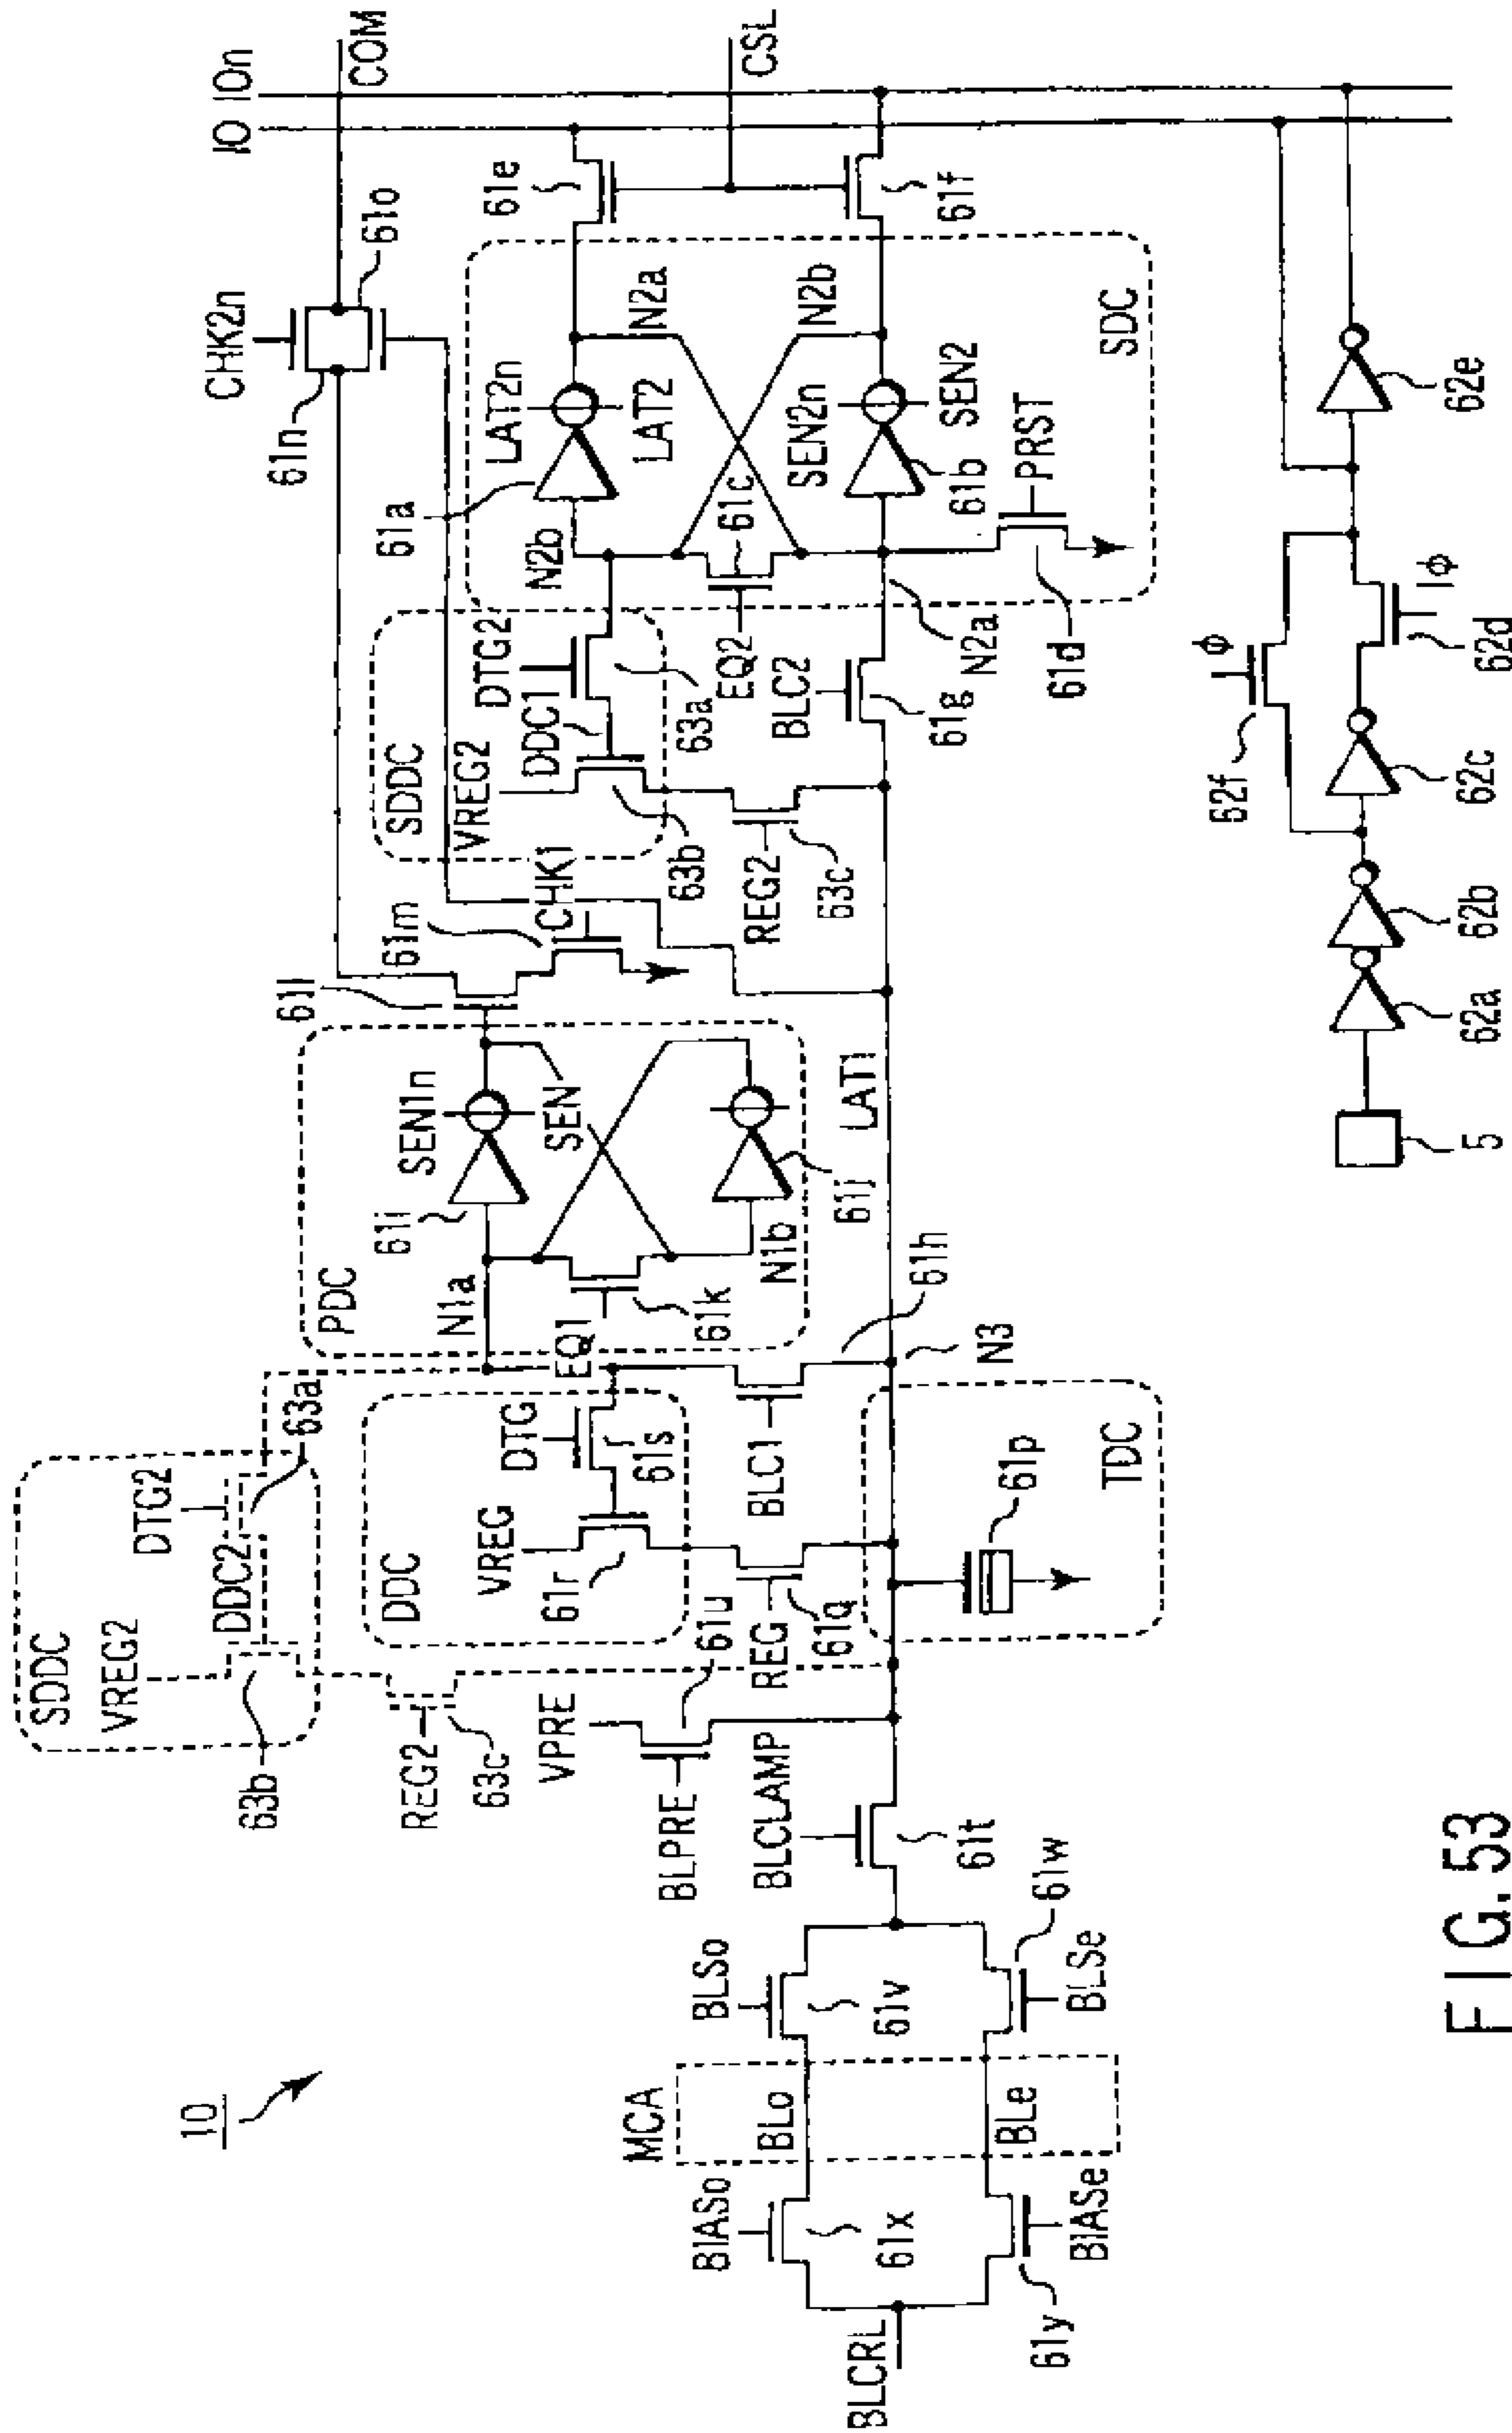 10
BLCRL
BIASo
61x
BIASe
61y
MCA
BLo
BLe
BLSo
61v
BLSe
61w
BLCLAMP
61t
SDDC
VREG2
DDC2
DTG2
63a
63b
REG2
63c
VPRE
BLPRE
61u
DDC
VREG
DTG
61r
61s
REG
61q
TDC
61p
BLC1
61h
N3
PDC
N1a
EQ1
61k
N1b
61i
SEN1n
SEN
61j
LAT1
61l
61m
CHK1
61n
CHK2n
61o
COM
SDDC
VREG2
DDC1
DTG2
63a
63b
REG2
63c
BLC2
61g
EQ2
61c
N2a
N2b
61a
LAT2n
LAT2
N2a
N2b
SEN2n
SEN2
61b
PRST
61d
SDC
61e
61f
CSL
IO
IOn
5
62a
62b
62c
62f
ϕ
62d
Iϕ
62e
FIG. 53